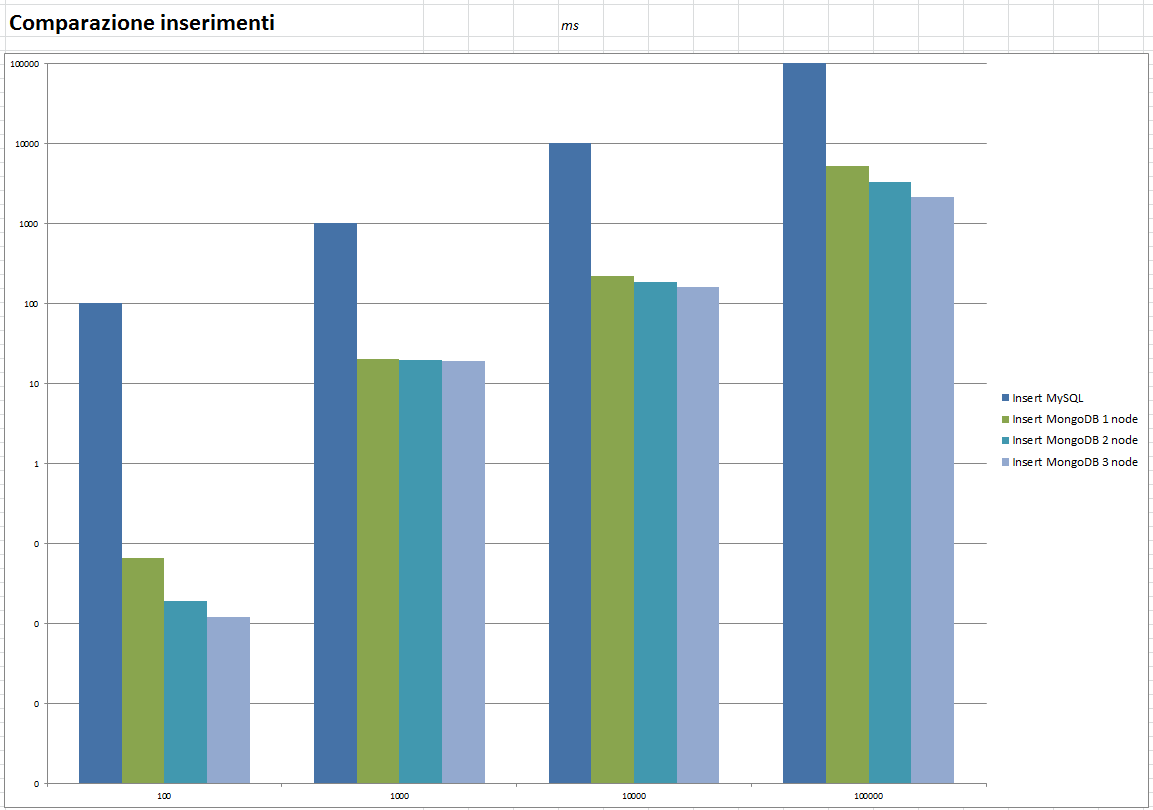 Comparazione inserimenti
ms
100000
10000
1000
100
10
1
0
0
0
0
100
1000
10000
100000
Insert MySQL
Insert MongoDB 1 node
Insert MongoDB 2 node
Insert MongoDB 3 node